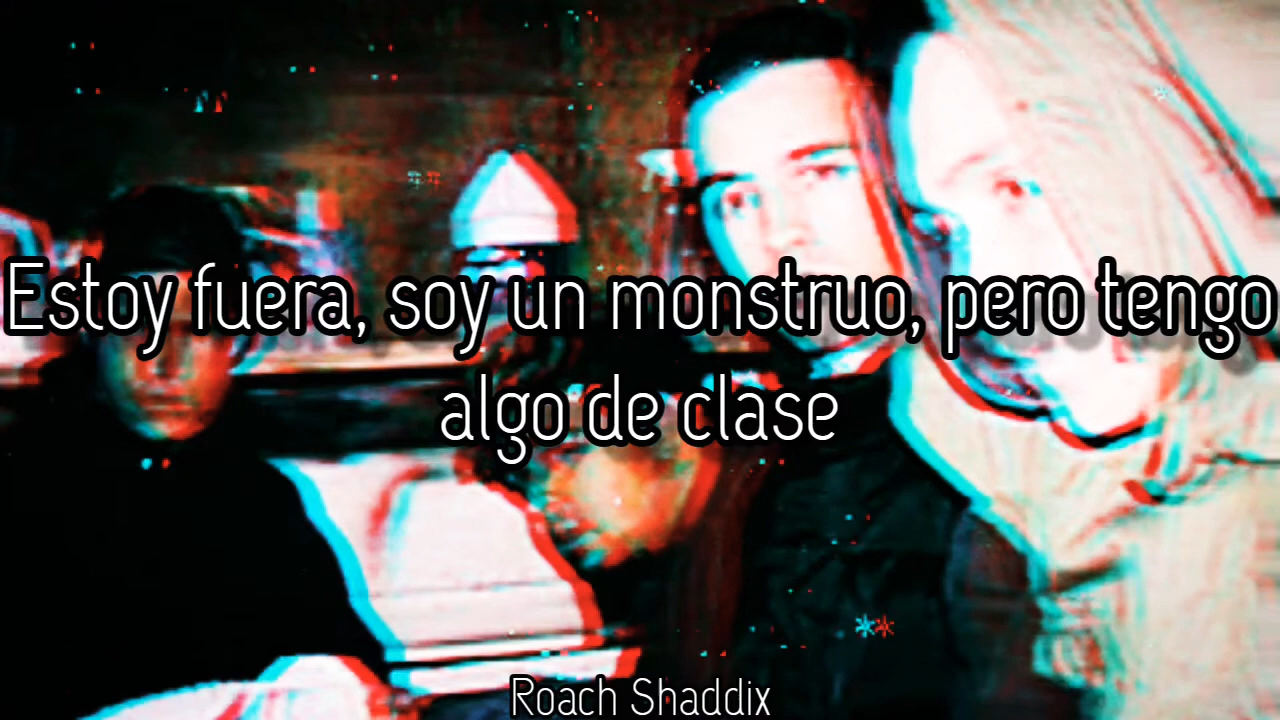 Estoy fuera, soy un monstruo, pero tengo
algo de clase
Roach Shaddix